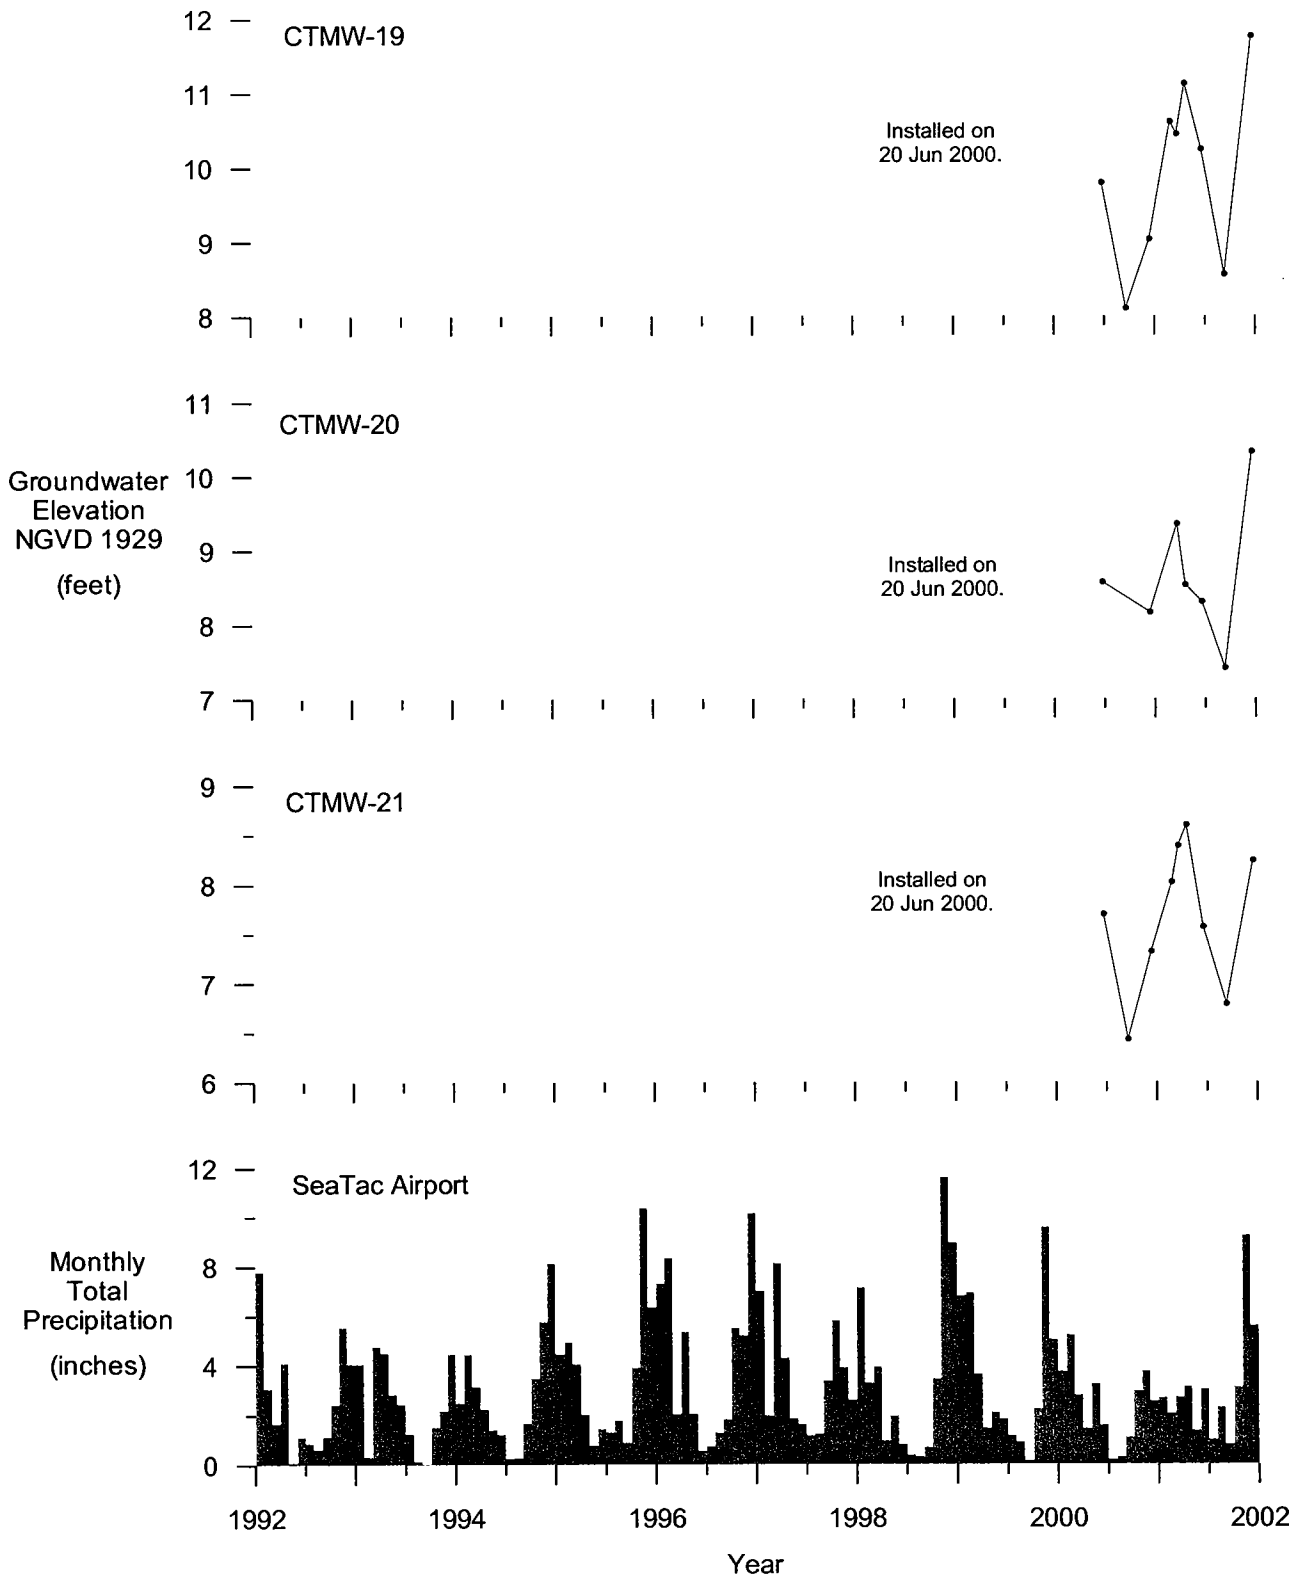 12
CTMW-19
11
Installed on
20 Jun 2000.
10
9
8
11
CTMW-20
Groundwater
Elevation
NGVD 1929
(feet)
10
9
Installed on
20 Jun 2000.
8
7
9
CTMW-21
8
Installed on
20 Jun 2000.
7
6
12
SeaTac Airport
Monthly
Total
Precipitation
(inches)
8
4
0
1992 1994 1996 1998 2000 2002
Year